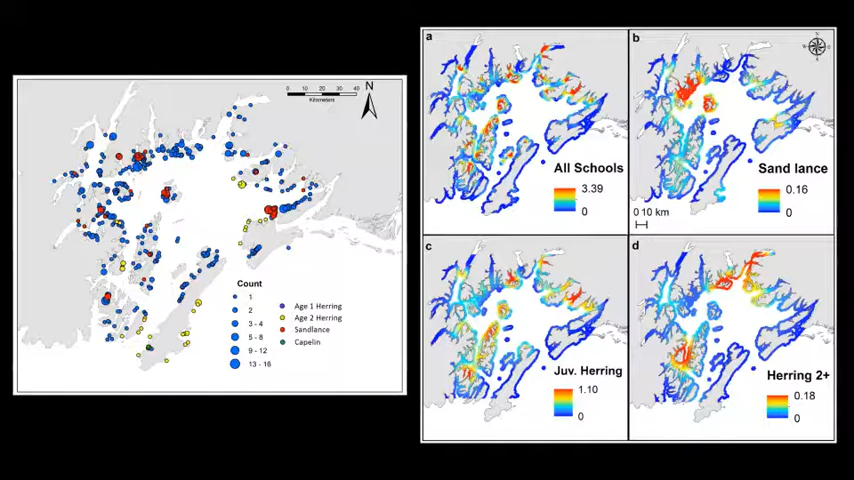 0 10 20 30 40
Kilometers
N
Count
1
2
3 - 4
5 - 8
9 - 12
13 - 16
Age 1 Herring
Age 2 Herring
Sandlance
Capelin
a
All Schools
3.39
0
b
N
Sand lance
0.16
0
0 10 km
c
Juv. Herring
1.10
0
d
Herring 2+
0.18
0